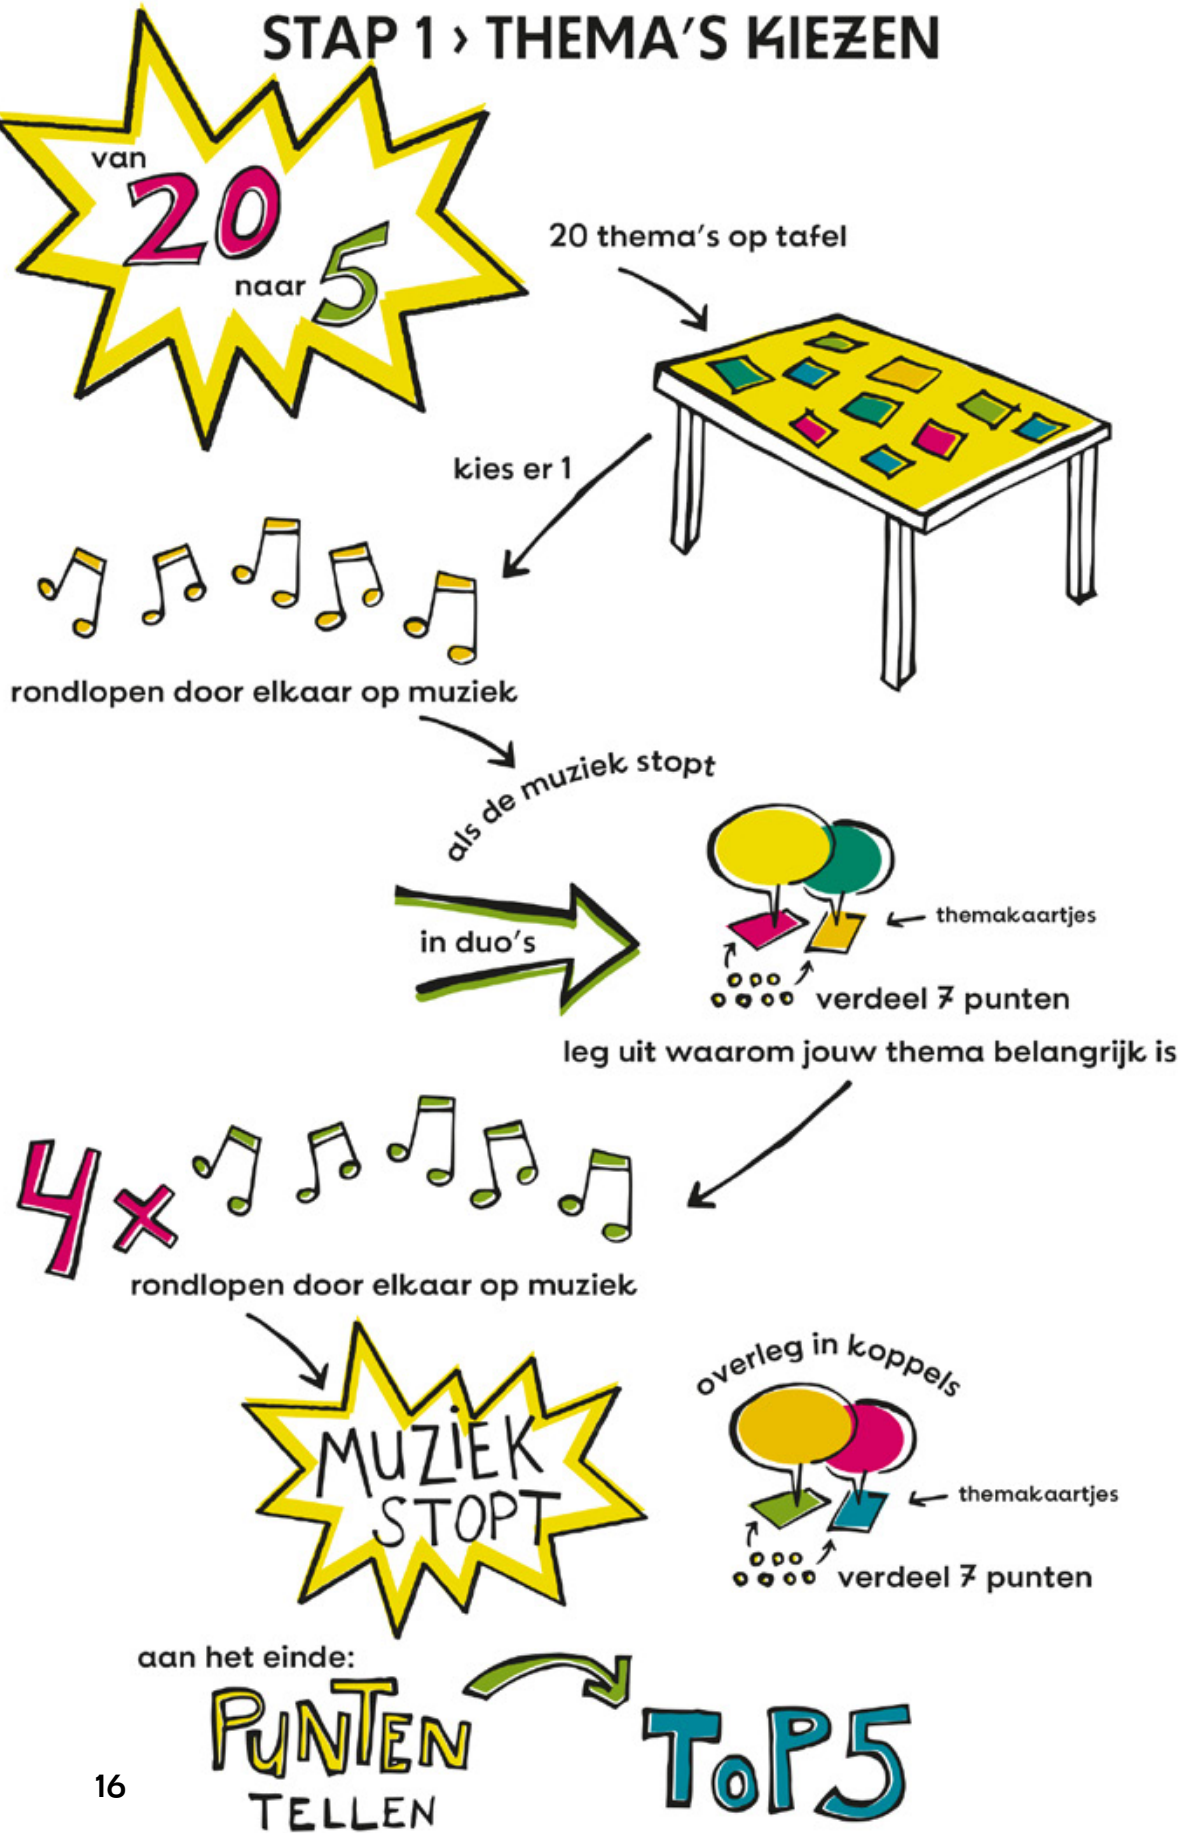 STAP 1 › THEMA'S KIEZEN
van
20
naar 5
20 thema's op tafel
kies er 1
rondlopen door elkaar op muziek
als de muziek stopt
in duo's
themakaartjes
verdeel 7 punten
leg uit waarom jouw thema belangrijk is
4x
rondlopen door elkaar op muziek
MUZiEK
STOPT
overleg in koppels
themakaartjes
verdeel 7 punten
aan het einde:
PUNTEN
TELLEN
ToP5
16